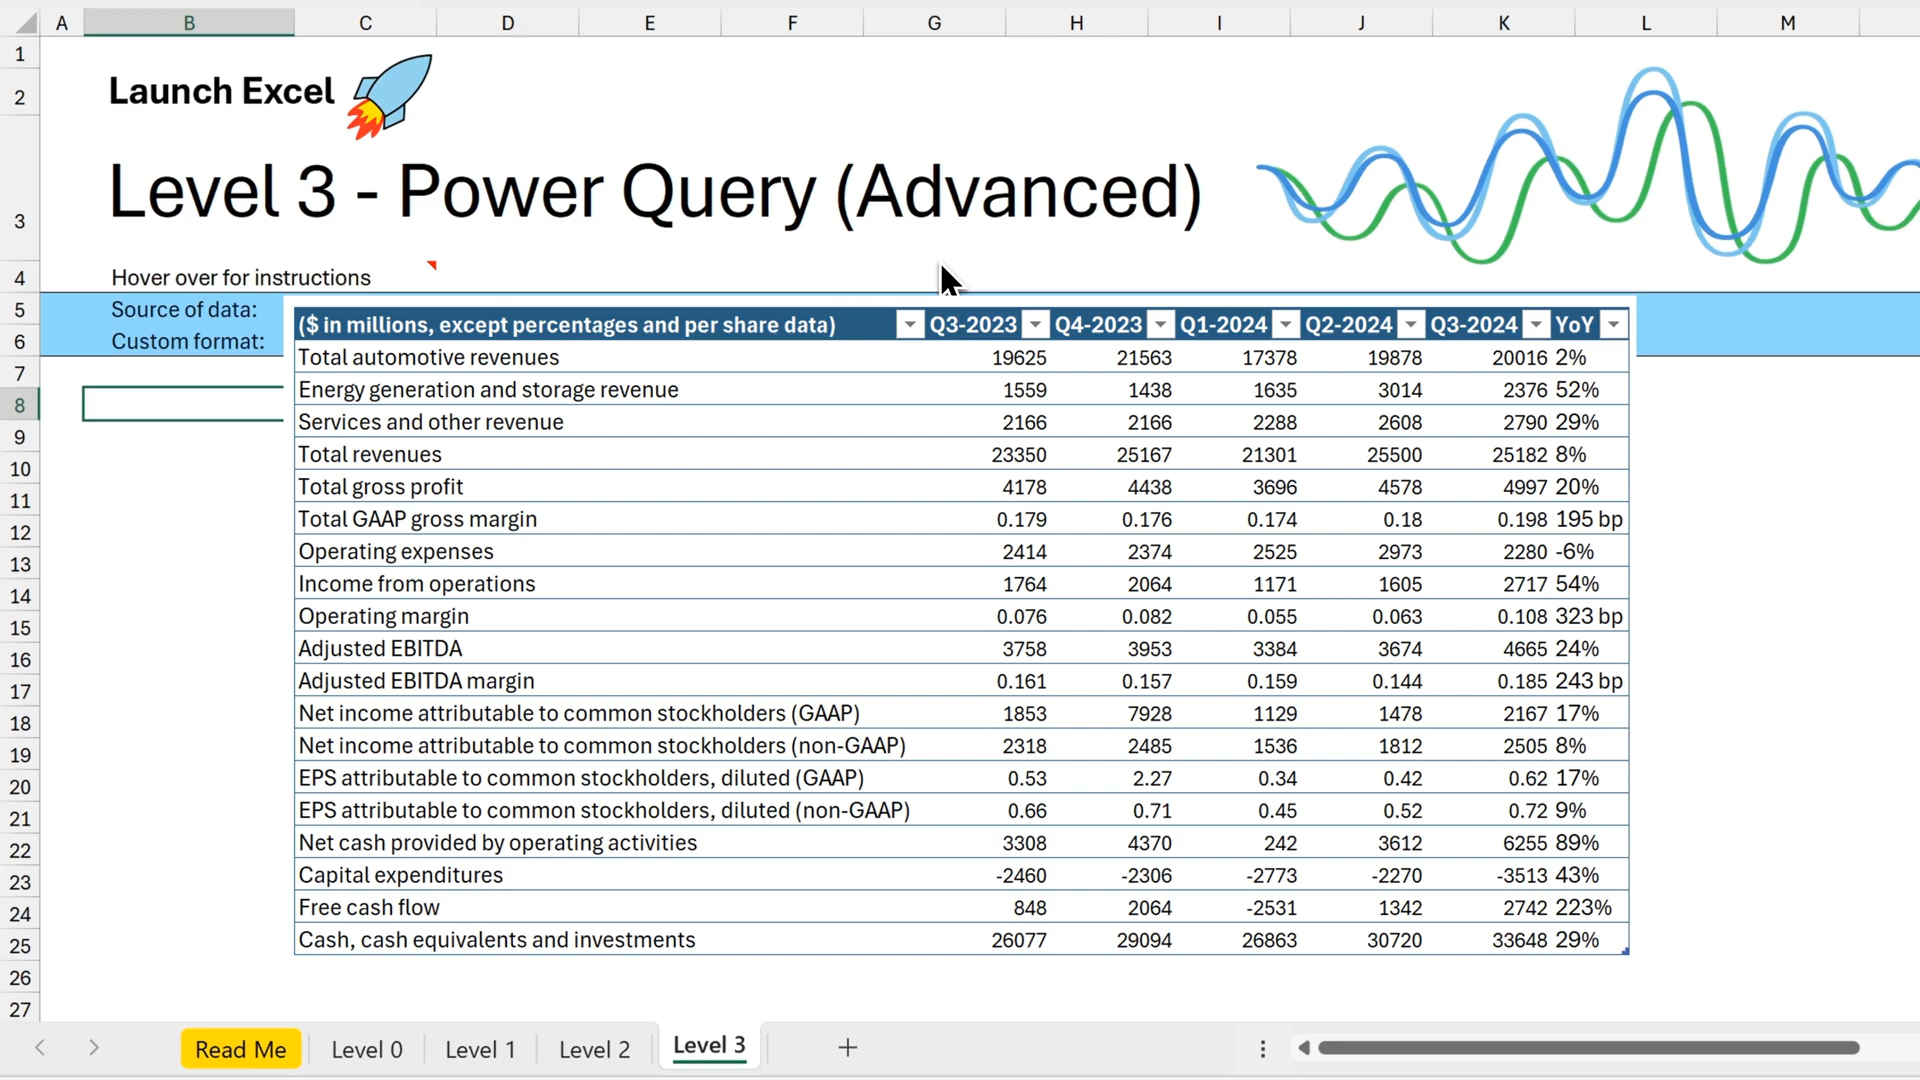 A B C D E F G H I J K L M
1
2 Launch Excel
3 Level 3 - Power Query (Advanced)
4 Hover over for instructions
5 Source of data:
6 Custom format:
($ in millions, except percentages and per share data) Q3-2023 Q4-2023 Q1-2024 Q2-2024 Q3-2024 YoY
7 Total automotive revenues 19625 21563 17378 19878 20016 2%
8 Energy generation and storage revenue 1559 1438 1635 3014 2376 52%
9 Services and other revenue 2166 2166 2288 2608 2790 29%
10 Total revenues 23350 25167 21301 25500 25182 8%
11 Total gross profit 4178 4438 3696 4578 4997 20%
12 Total GAAP gross margin 0.179 0.176 0.174 0.18 0.198 195 bp
13 Operating expenses 2414 2374 2525 2973 2280 -6%
14 Income from operations 1764 2064 1171 1605 2717 54%
15 Operating margin 0.076 0.082 0.055 0.063 0.108 323 bp
16 Adjusted EBITDA 3758 3953 3384 3674 4665 24%
17 Adjusted EBITDA margin 0.161 0.157 0.159 0.144 0.185 243 bp
18 Net income attributable to common stockholders (GAAP) 1853 7928 1129 1478 2167 17%
19 Net income attributable to common stockholders (non-GAAP) 2318 2485 1536 1812 2505 8%
20 EPS attributable to common stockholders, diluted (GAAP) 0.53 2.27 0.34 0.42 0.62 17%
21 EPS attributable to common stockholders, diluted (non-GAAP) 0.66 0.71 0.45 0.52 0.72 9%
22 Net cash provided by operating activities 3308 4370 242 3612 6255 89%
23 Capital expenditures -2460 -2306 -2773 -2270 -3513 43%
24 Free cash flow 848 2064 -2531 1342 2742 223%
25 Cash, cash equivalents and investments 26077 29094 26863 30720 33648 29%
26
27
Read Me Level 0 Level 1 Level 2 Level 3